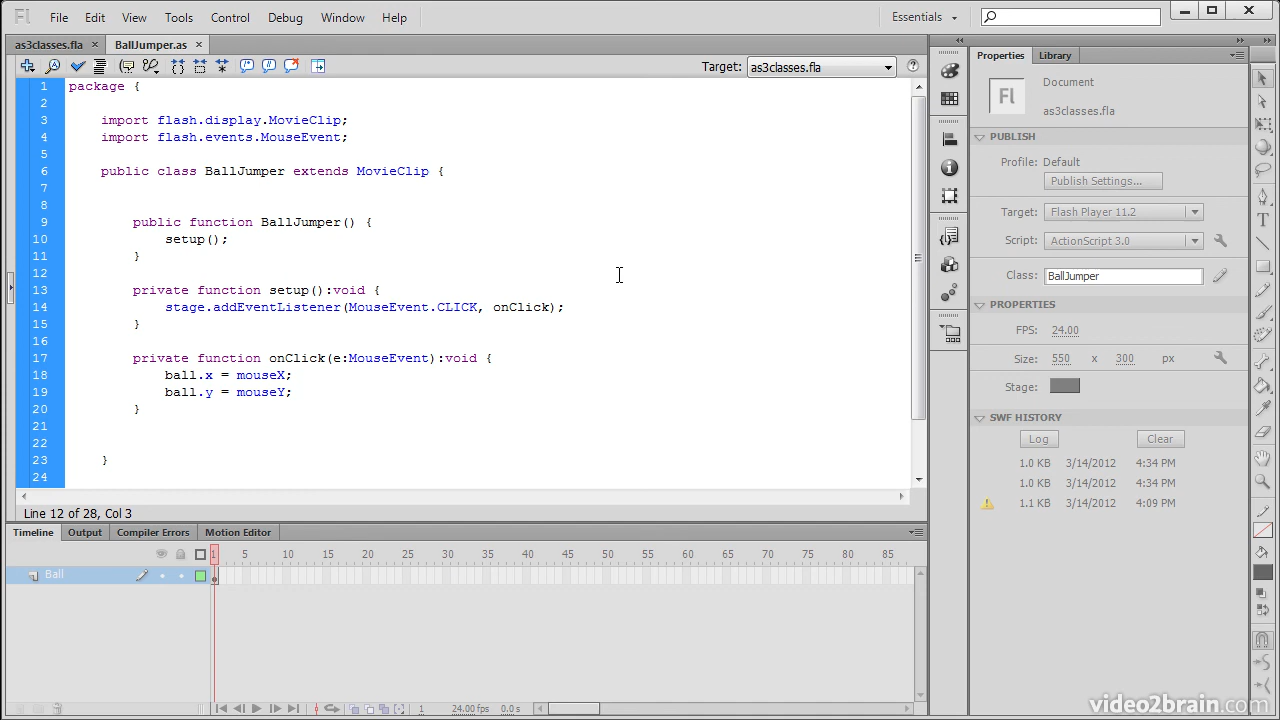 Fl File Edit View Tools Control Debug Window Help Essentials
as3classes.fla × BallJumper.as ×
Target: as3classes.fla
1 package {
2
3 import flash.display.MovieClip;
4 import flash.events.MouseEvent;
5
6 public class BallJumper extends MovieClip {
7
8
9 public function BallJumper() {
10 setup();
11 }
12
13 private function setup():void {
14 stage.addEventListener(MouseEvent.CLICK, onClick);
15 }
16
17 private function onClick(e:MouseEvent):void {
18 ball.x = mouseX;
19 ball.y = mouseY;
20 }
21
22
23 }
24
Line 12 of 28, Col 3
Timeline Output Compiler Errors Motion Editor
1 5 10 15 20 25 30 35 40 45 50 55 60 65 70 75 80 85
Ball
1 24.00 fps 0.0 s
Properties Library
Fl
Document
as3classes.fla
PUBLISH
Profile: Default
Publish Settings...
Target: Flash Player 11.2
Script: ActionScript 3.0
Class: BallJumper
PROPERTIES
FPS: 24.00
Size: 550 x 300 px
Stage:
SWF HISTORY
Log Clear
1.0 KB 3/14/2012 4:34 PM
1.0 KB 3/14/2012 4:34 PM
1.1 KB 3/14/2012 4:09 PM
video2brain.com